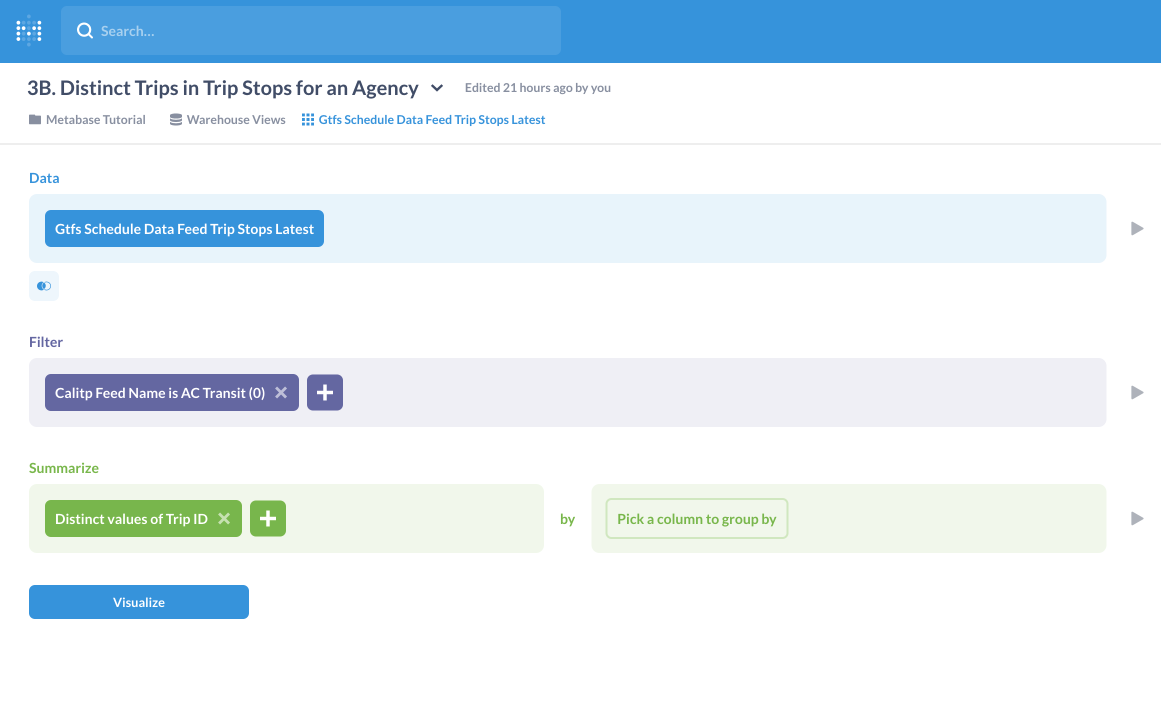 Search...
3B. Distinct Trips in Trip Stops for an Agency Edited 21 hours ago by you
Metabase Tutorial Warehouse Views Gtfs Schedule Data Feed Trip Stops Latest
Data
Gtfs Schedule Data Feed Trip Stops Latest
Filter
Calitp Feed Name is AC Transit (0)
Summarize
Distinct values of Trip ID by Pick a column to group by
Visualize